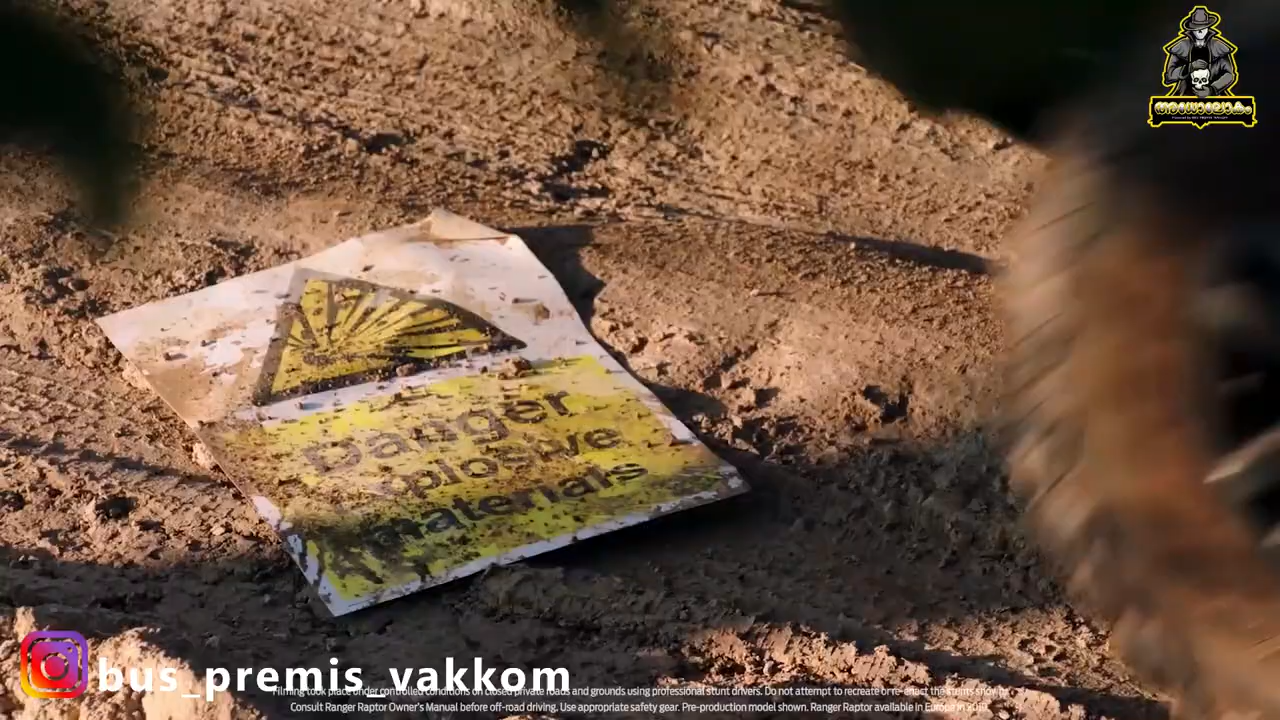 Danger
explosive
materials
bus_premis_vakkom
Filming took place under controlled conditions on closed private roads and grounds using professional stunt drivers. Do not attempt to recreate or re-enact the stunts shown.
Consult Ranger Raptor Owner's Manual before off-road driving. Use appropriate safety gear. Pre-production model shown. Ranger Raptor available in Europe in 2019.